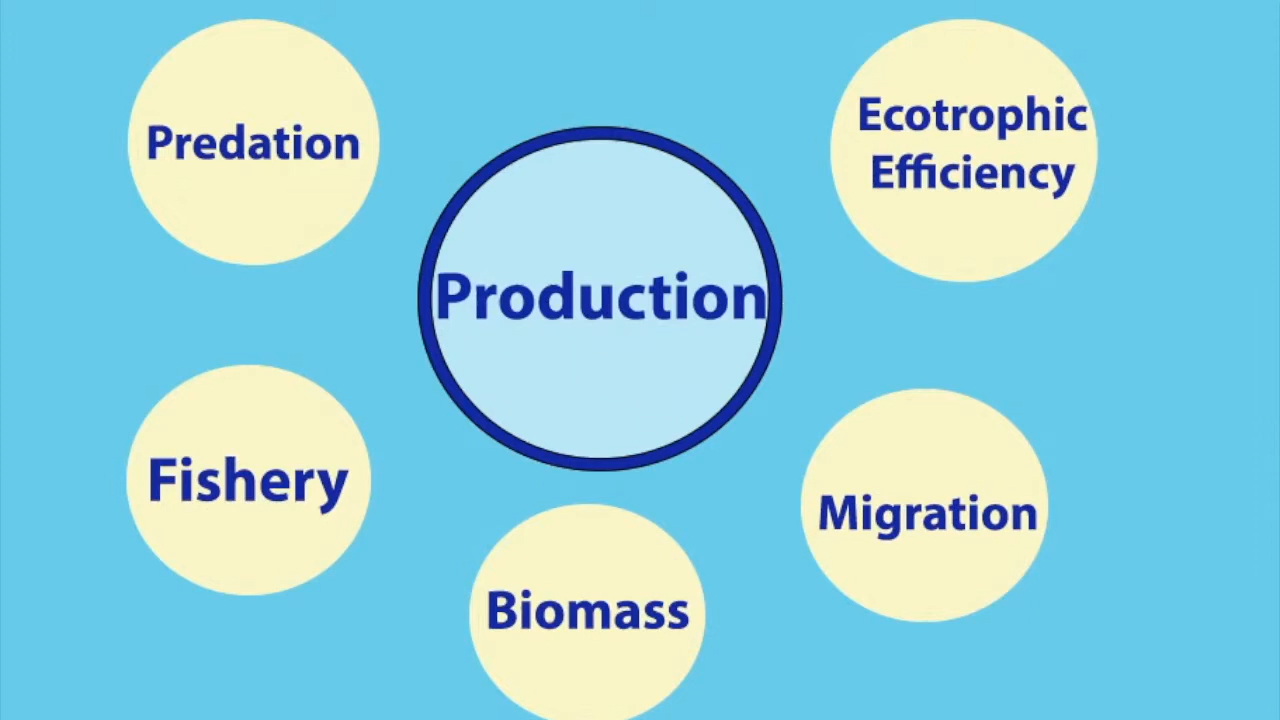 Predation
Ecotrophic
Efficiency
Production
Fishery
Migration
Biomass